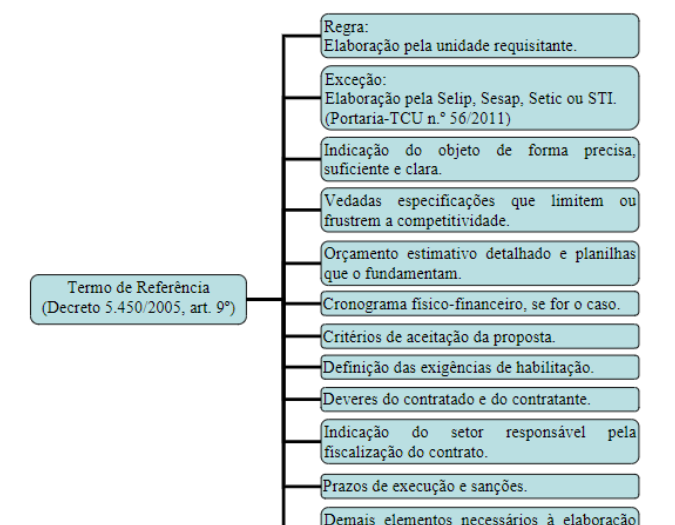 Regra:
Elaboração pela unidade requisitante.
Exceção:
Elaboração pela Selip, Sesap, Setic ou STI.
(Portaria-TCU n.º 56/2011)
Indicação do objeto de forma precisa,
suficiente e clara.
Vedadas especificações que limitem ou
frustrem a competitividade.
Orçamento estimativo detalhado e planilhas
que o fundamentam.
Termo de Referência
(Decreto 5.450/2005, art. 9º)
Cronograma físico-financeiro, se for o caso.
Critérios de aceitação da proposta.
Definição das exigências de habilitação.
Deveres do contratado e do contratante.
Indicação do setor responsável pela
fiscalização do contrato.
Prazos de execução e sanções.
Demais elementos necessários à elaboração